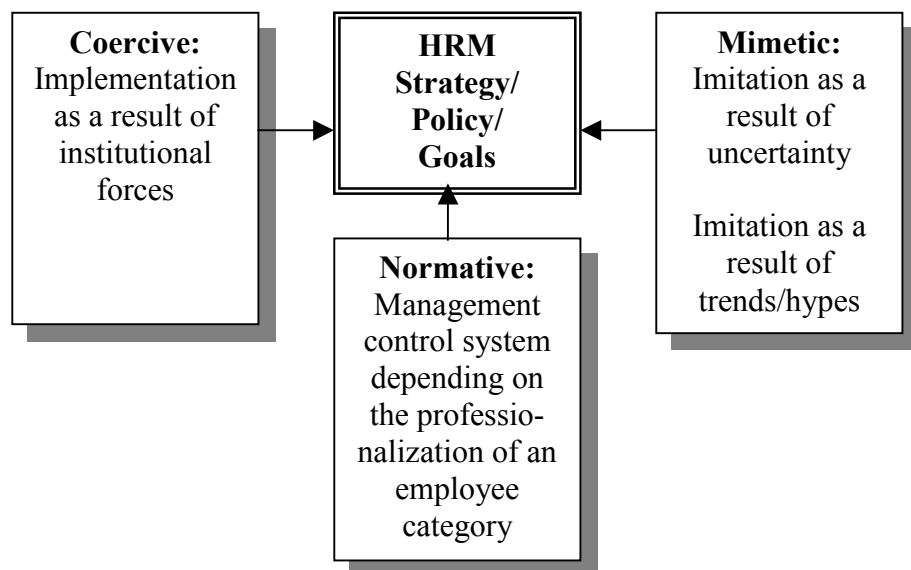 Coercive:
Implementation
as a result of
institutional
forces
HRM
Strategy/
Policy/
Goals
Mimetic:
Imitation as a
result of
uncertainty
Imitation as a
result of
trends/hypes
Normative:
Management
control system
depending on
the professio-
nalization of an
employee
category